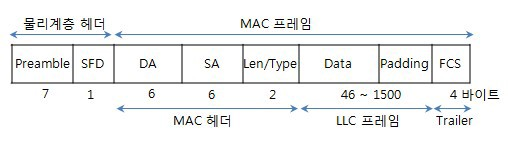 물리계층 헤더 MAC 프레임
Preamble SFD DA SA Len/Type Data Padding FCS
7 1 6 6 2 46 ~ 1500 4 바이트
MAC 헤더 LLC 프레임 Trailer